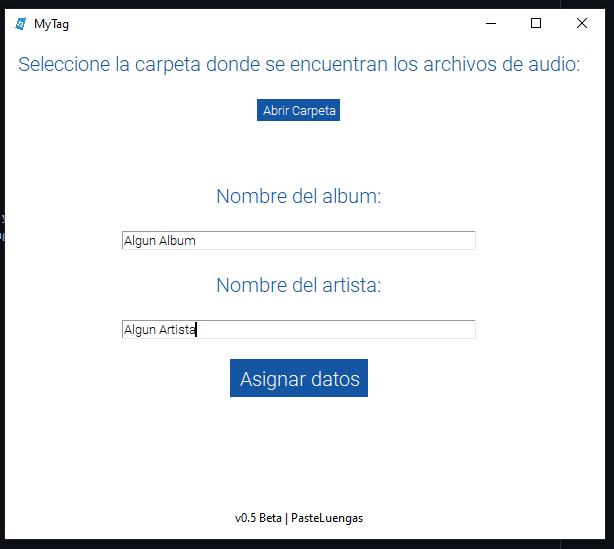 MyTag
Seleccione la carpeta donde se encuentran los archivos de audio:
Abrir Carpeta
Nombre del album:
Algun Album
Nombre del artista:
Algun Artista
Asignar datos
v0.5 Beta | PasteLuengas